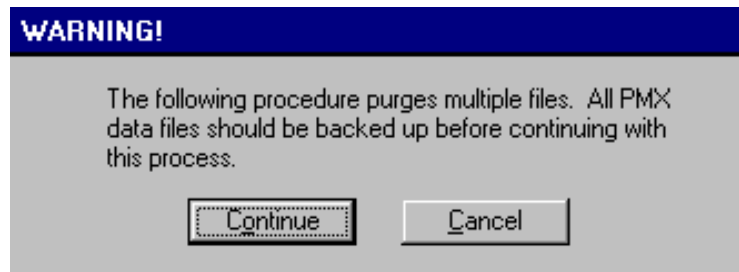 WARNING!
The following procedure purges multiple files. All PMX
data files should be backed up before continuing with
this process.
Continue Cancel